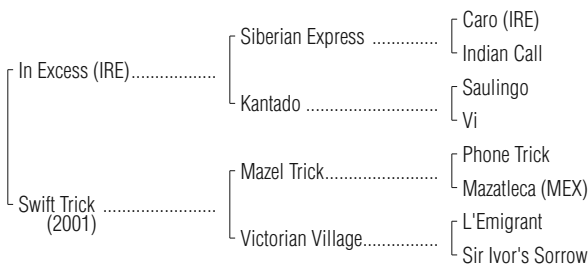 Caro (IRE)
Siberian Express ................
Indian Call
In Excess (IRE)....................
Saulingo
Kantado ................................
Vi
Phone Trick
Mazel Trick...........................
Mazatleca (MEX)
Swift Trick ..........................
(2001)
L'Emigrant
Victorian Village..................
Sir Ivor's Sorrow